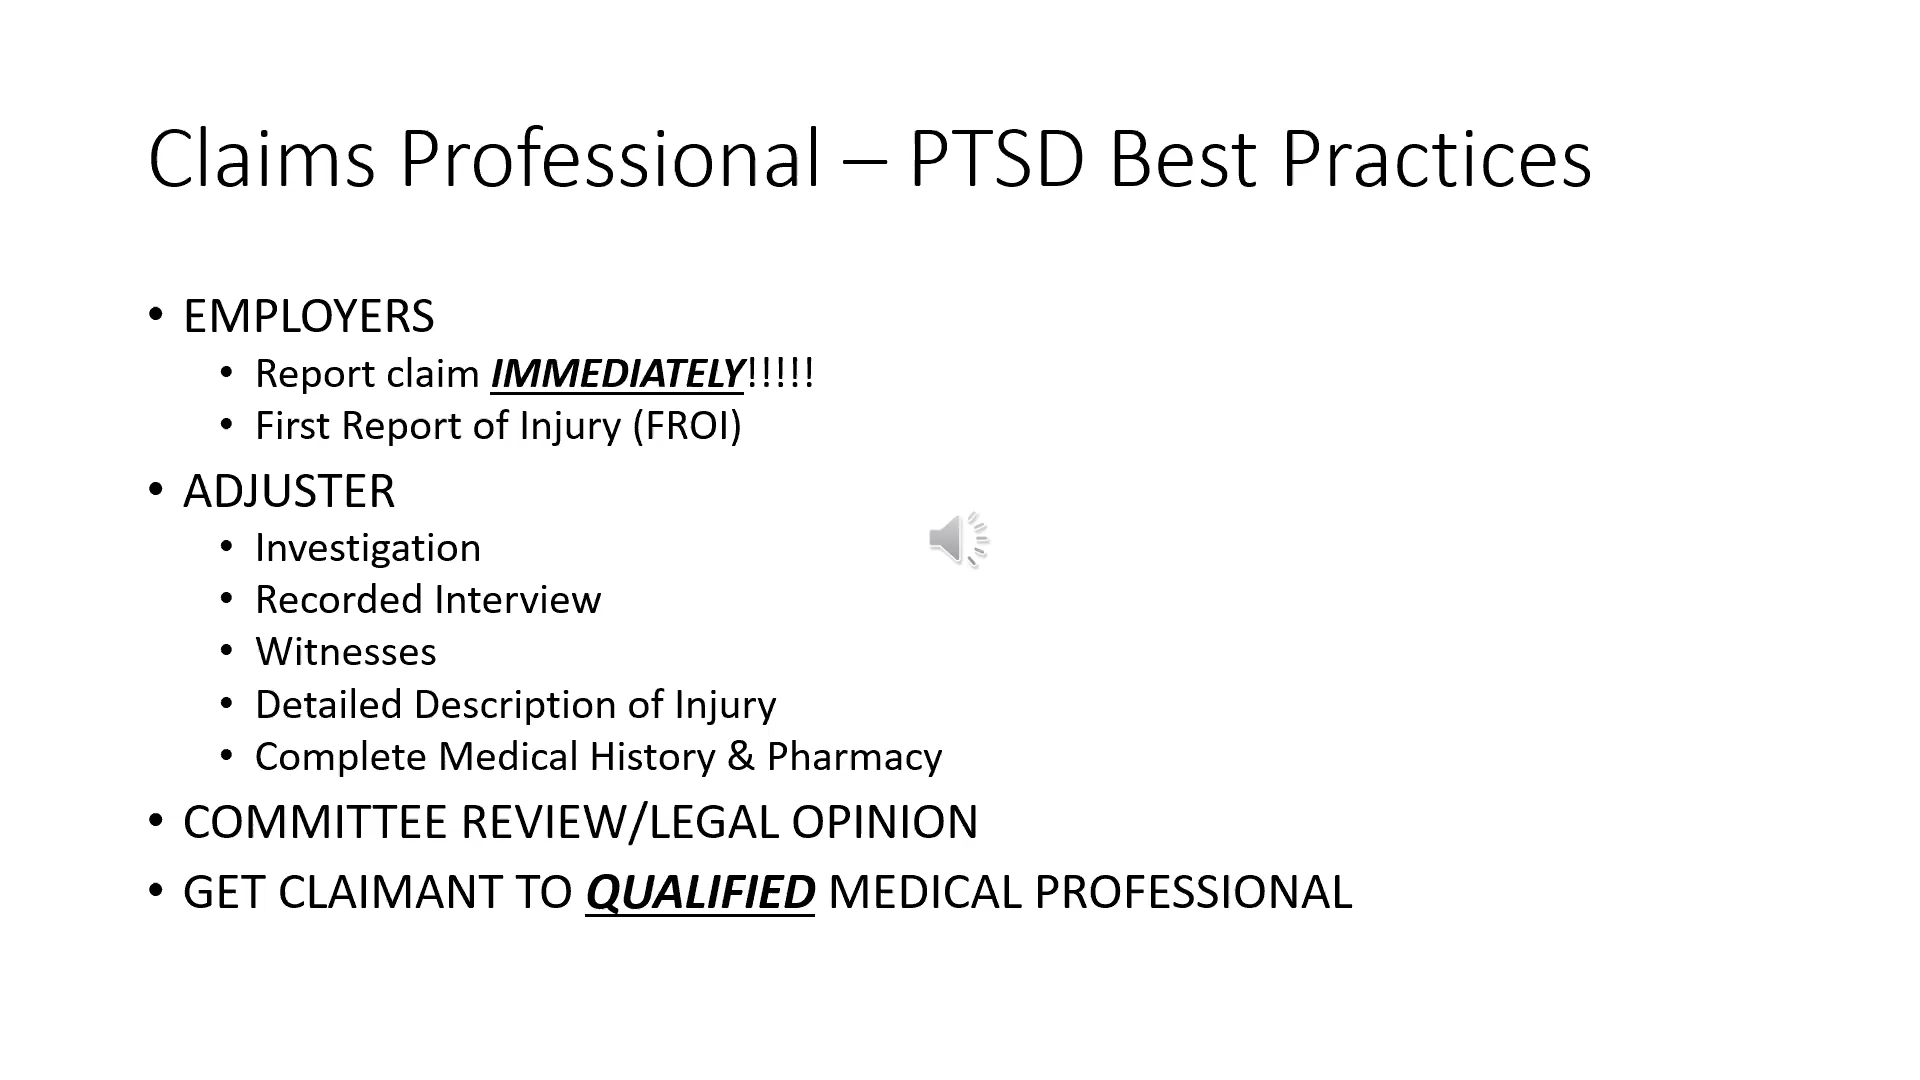 Claims Professional – PTSD Best Practices
• EMPLOYERS
• Report claim IMMEDIATELY!!!!!
• First Report of Injury (FROI)
• ADJUSTER
• Investigation
• Recorded Interview
• Witnesses
• Detailed Description of Injury
• Complete Medical History & Pharmacy
• COMMITTEE REVIEW/LEGAL OPINION
• GET CLAIMANT TO QUALIFIED MEDICAL PROFESSIONAL